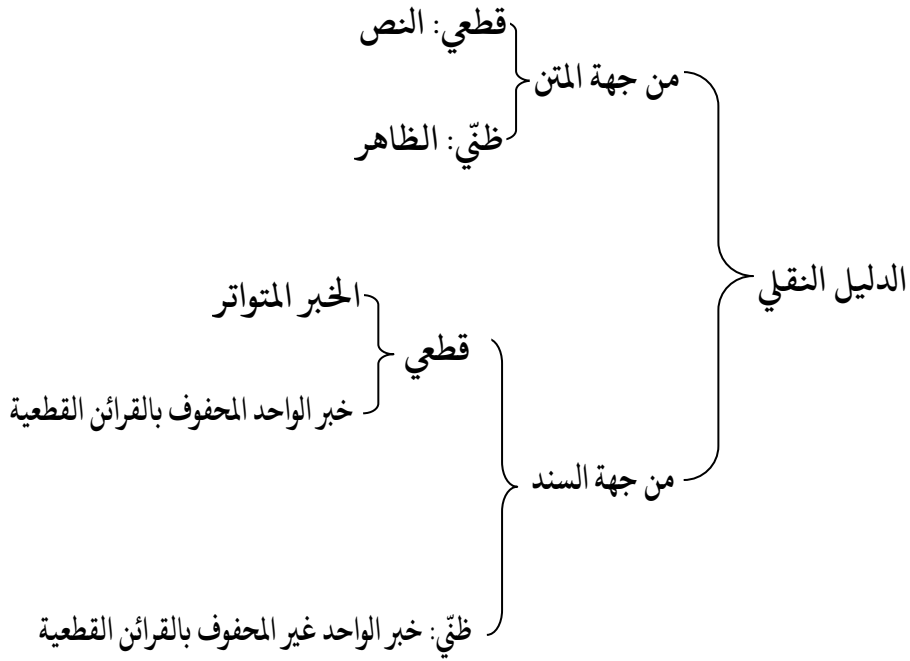 الدليل النقلي
من جهة المتن
قطعي: النص
ظنّي: الظاهر
من جهة السند
قطعي
الخبر المتواتر
خبر الواحد المحفوف بالقرائن القطعية
ظنّي: خبر الواحد غير المحفوف بالقرائن القطعية